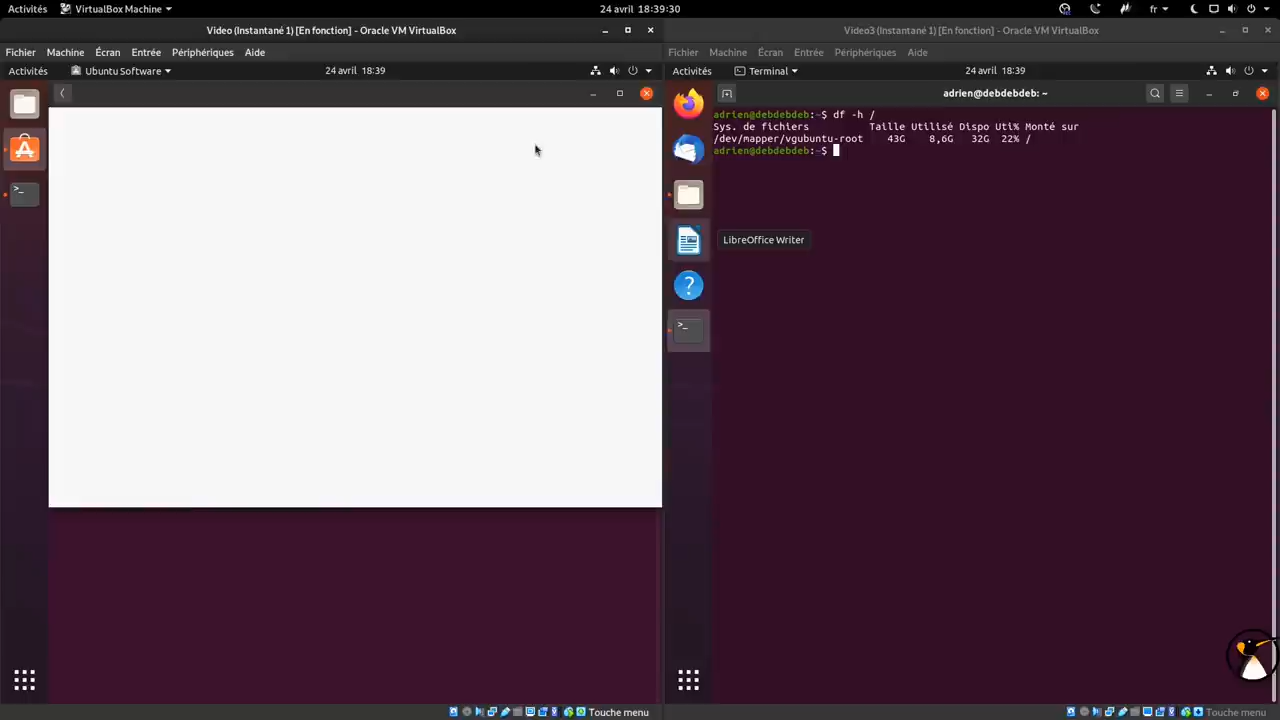 Activités VirtualBox Machine 24 avril 18:39:30 fr
Video (Instantané 1) [En fonction] - Oracle VM VirtualBox
Fichier Machine Écran Entrée Périphériques Aide
Activités Ubuntu Software 24 avril 18:39
Touche menu
Video3 (Instantané 1) [En fonction] - Oracle VM VirtualBox
Fichier Machine Écran Entrée Périphériques Aide
Activités Terminal 24 avril 18:39
adrien@debdebdeb: ~
adrien@debdebdeb:~$ df -h /
Sys. de fichiers Taille Utilisé Dispo Uti% Monté sur
/dev/mapper/vgubuntu-root 43G 8,6G 32G 22% /
adrien@debdebdeb:~$
LibreOffice Writer
Touche menu